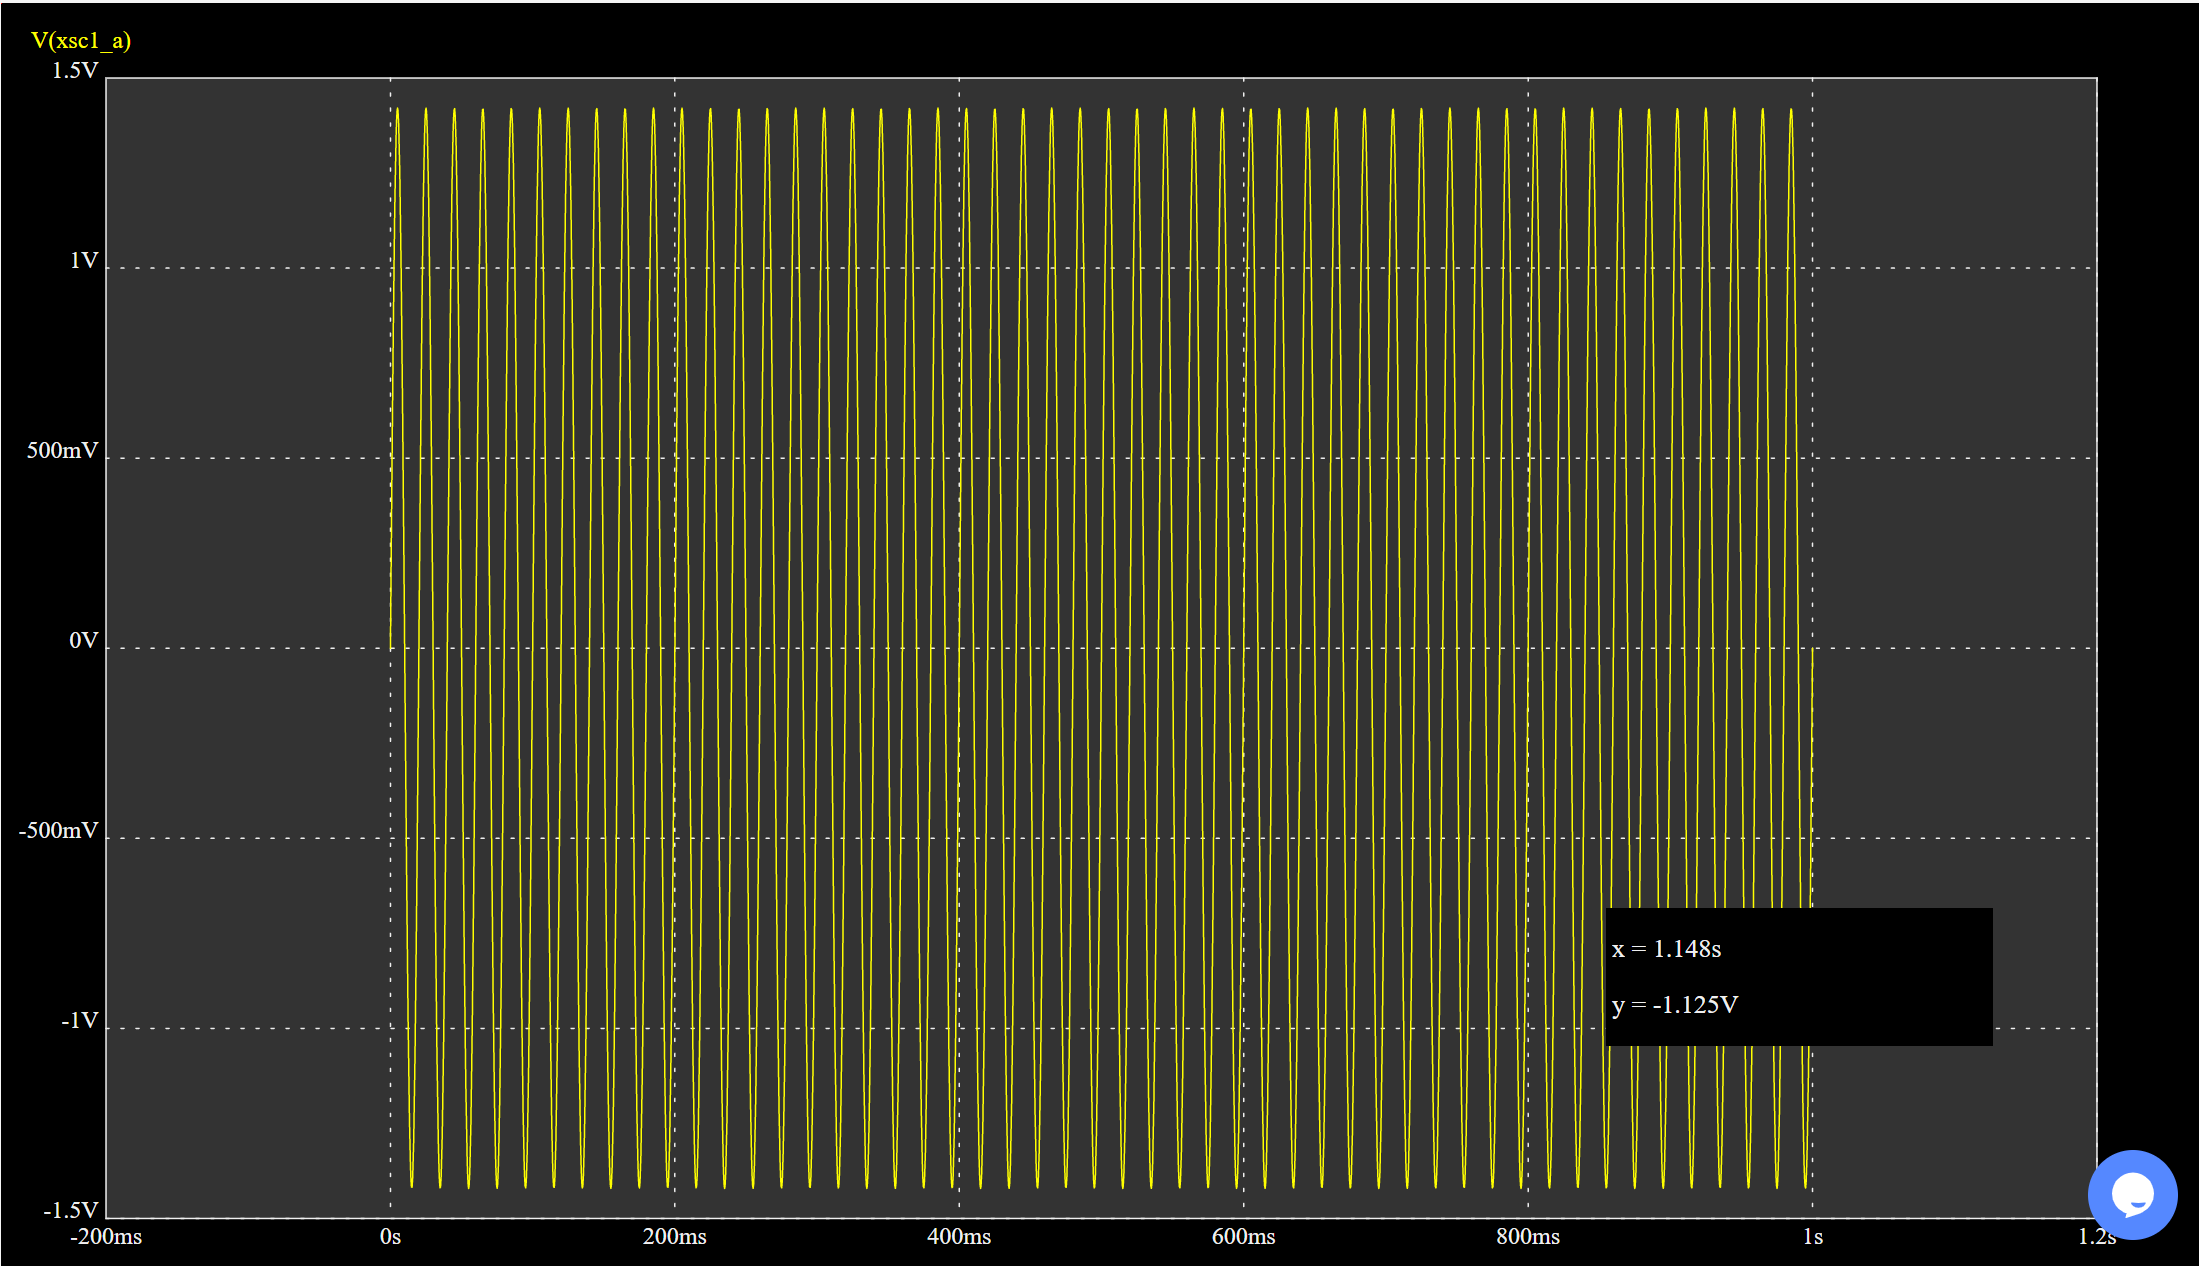 V(xsc1_a)
1.5V
1V
500mV
0V
-500mV
x = 1.148s
y = -1.125V
-1V
-1.5V
-200ms 0s 200ms 400ms 600ms 800ms 1s 1.2s